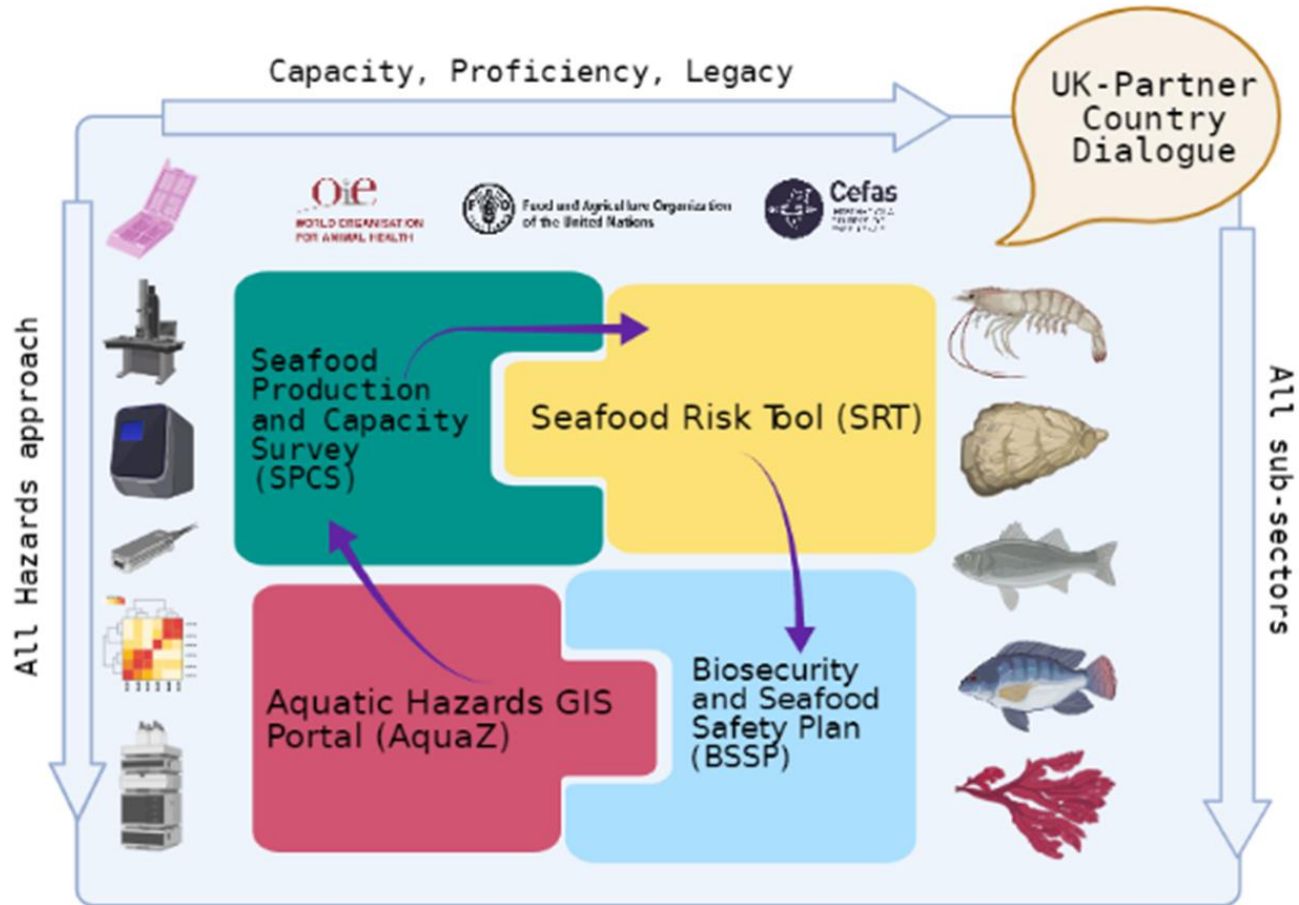 Capacity, Proficiency, Legacy
UK-Partner
Country
Dialogue
OiE
WORLD ORGANISATION
FOR ANIMAL HEALTH
Food and Agriculture Organization
of the United Nations
Cefas
All Hazards approach
Seafood
Production
and Capacity
Survey
(SPCS)
Seafood Risk Tool (SRT)
Aquatic Hazards GIS
Portal (AquaZ)
Biosecurity
and Seafood
Safety Plan
(BSSP)
All sub-sectors